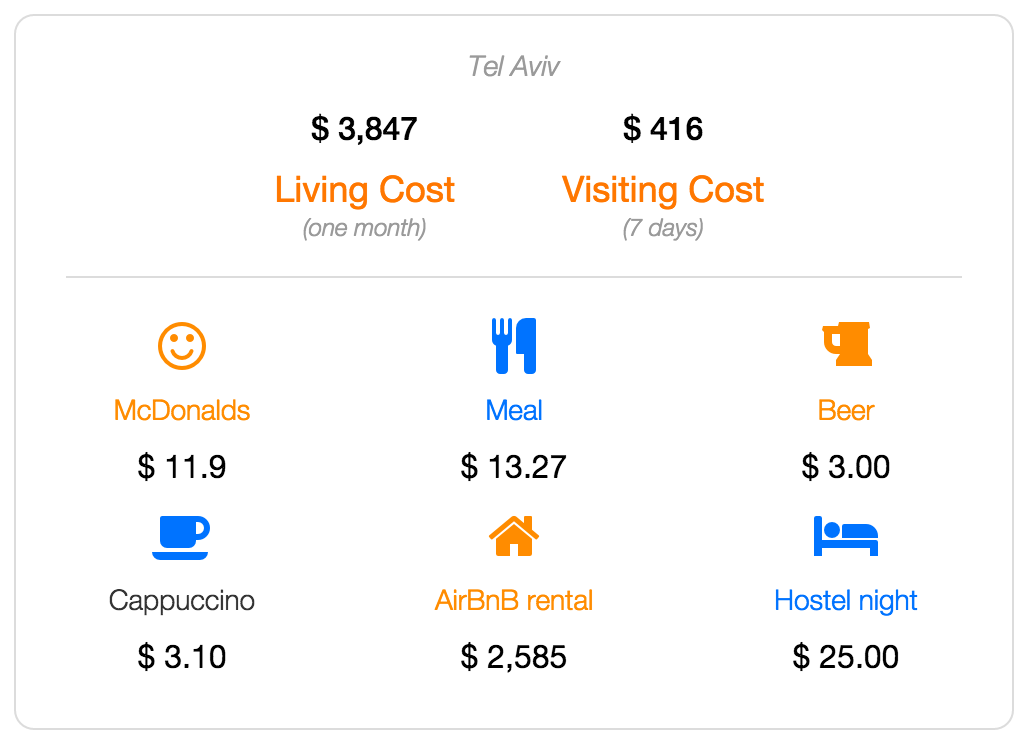 Tel Aviv
$ 3,847 $ 416
Living Cost Visiting Cost
(one month) (7 days)
McDonalds Meal Beer
$ 11.9 $ 13.27 $ 3.00
Cappuccino AirBnB rental Hostel night
$ 3.10 $ 2,585 $ 25.00